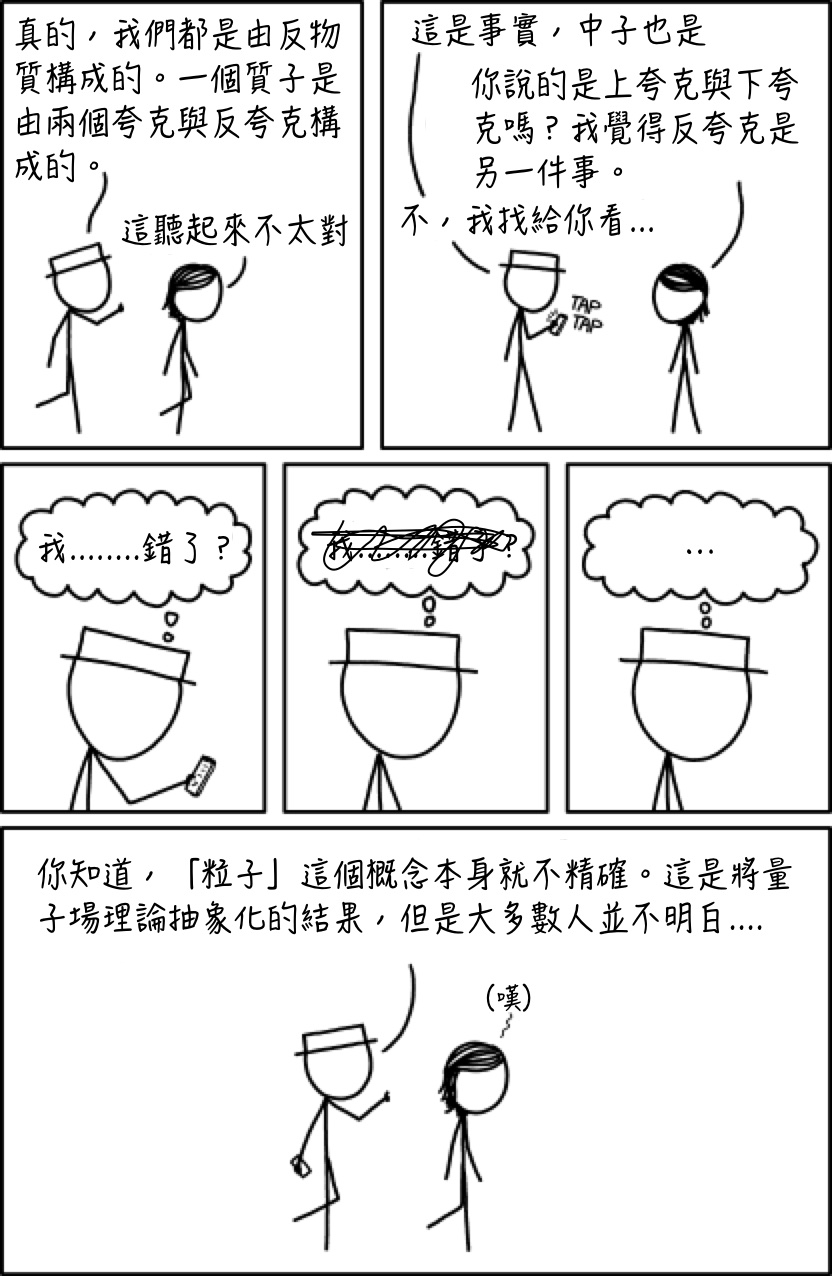 真的，我們都是由反物
質構成的。一個質子是
由兩個夸克與反夸克構
成的。
這聽起來不太對
這是事實，中子也是
你說的是上夸克與下夸
克嗎？我覺得反夸克是
另一件事。
不，我找給你看...
TAP
TAP
我........錯了？
我........錯了？
...
你知道，「粒子」這個概念本身就不精確。這是將量
子場理論抽象化的結果，但是大多數人並不明白....
(嘆)